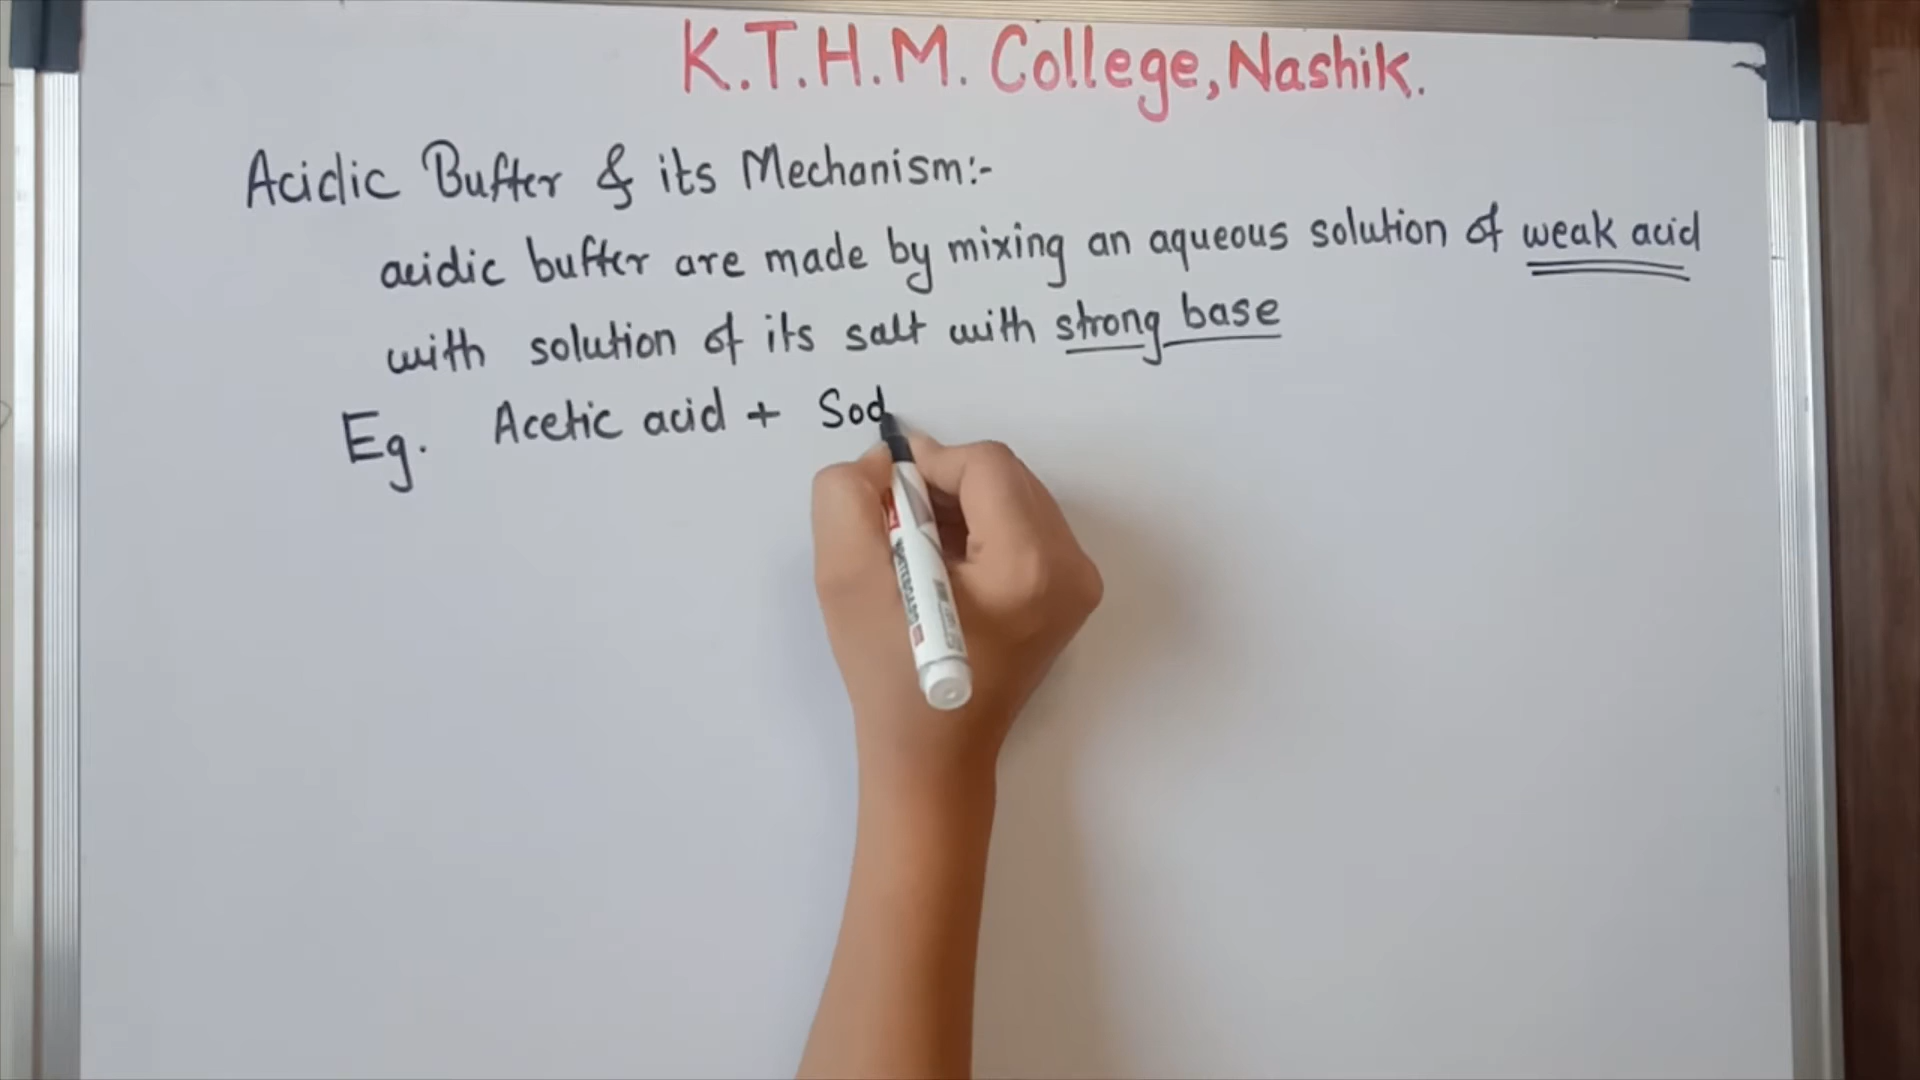 K.T.H.M. College, Nashik.
Acidic Buffer & its Mechanism:-
acidic buffer are made by mixing an aqueous solution of weak acid
with solution of its salt with strong base
Eg. Acetic acid + Sod
WHITEBOARD